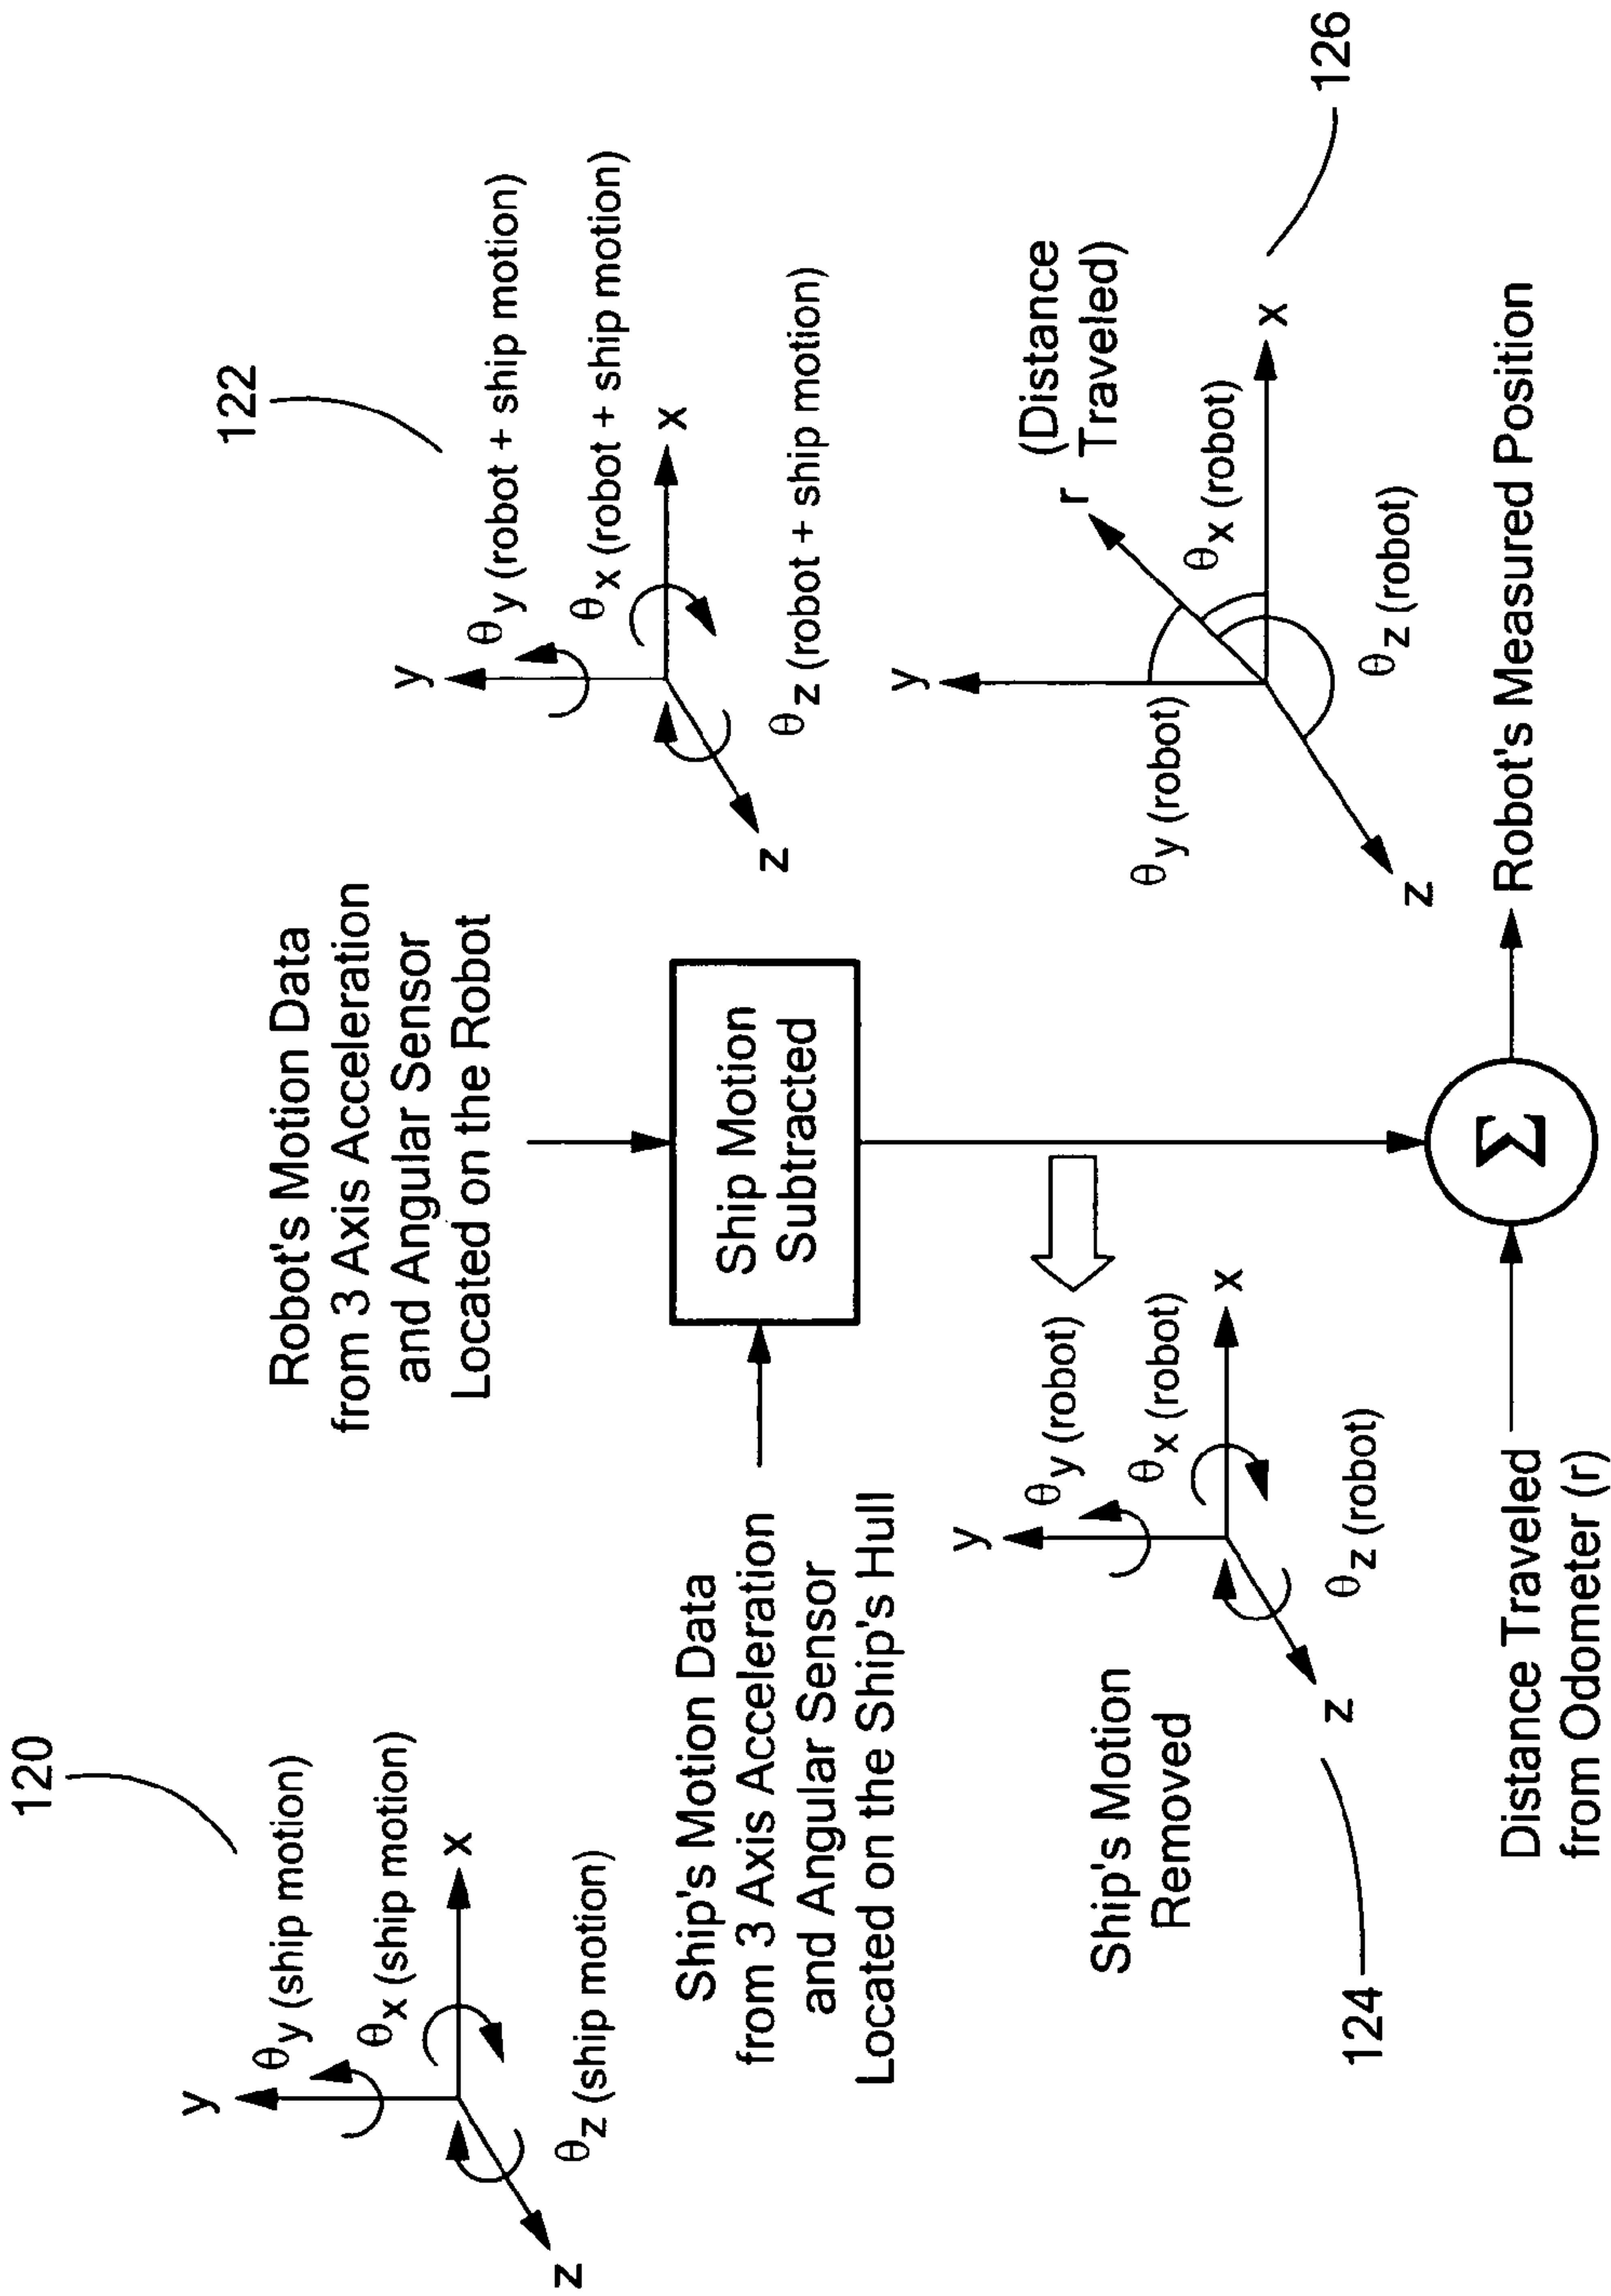 120
y
θy (ship motion)
θx (ship motion)
x
θz (ship motion)
z
122
y
θy (robot + ship motion)
θx (robot + ship motion)
x
θz (robot + ship motion)
z
Robot's Motion Data
from 3 Axis Acceleration
and Angular Sensor
Located on the Robot
Ship's Motion Data
from 3 Axis Acceleration
and Angular Sensor
Located on the Ship's Hull
Ship Motion
Subtracted
Ship's Motion
Removed
y
θy (robot)
θx (robot)
x
θz (robot)
z
124
y
r
(Distance
Traveled)
θy (robot)
θx (robot)
x
θz (robot)
z
126
Distance Traveled
from Odometer (r)
Σ
Robot's Measured Position